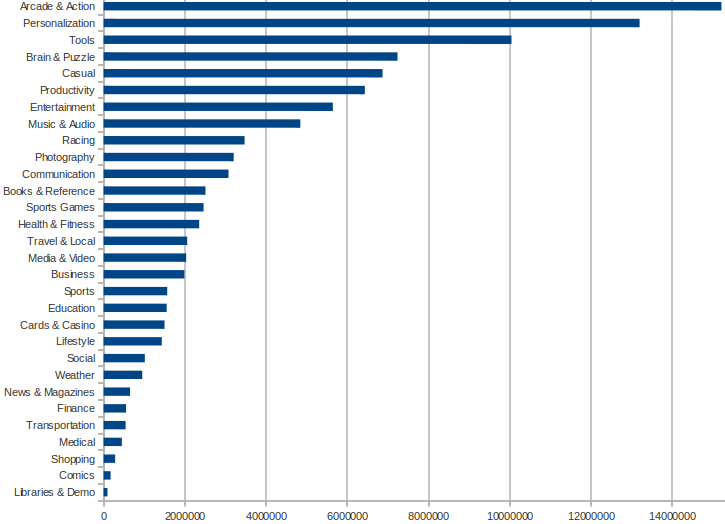 Arcade & Action
Personalization
Tools
Brain & Puzzle
Casual
Productivity
Entertainment
Music & Audio
Racing
Photography
Communication
Books & Reference
Sports Games
Health & Fitness
Travel & Local
Media & Video
Business
Sports
Education
Cards & Casino
Lifestyle
Social
Weather
News & Magazines
Finance
Transportation
Medical
Shopping
Comics
Libraries & Demo
0 2000000 4000000 6000000 8000000 10000000 12000000 14000000